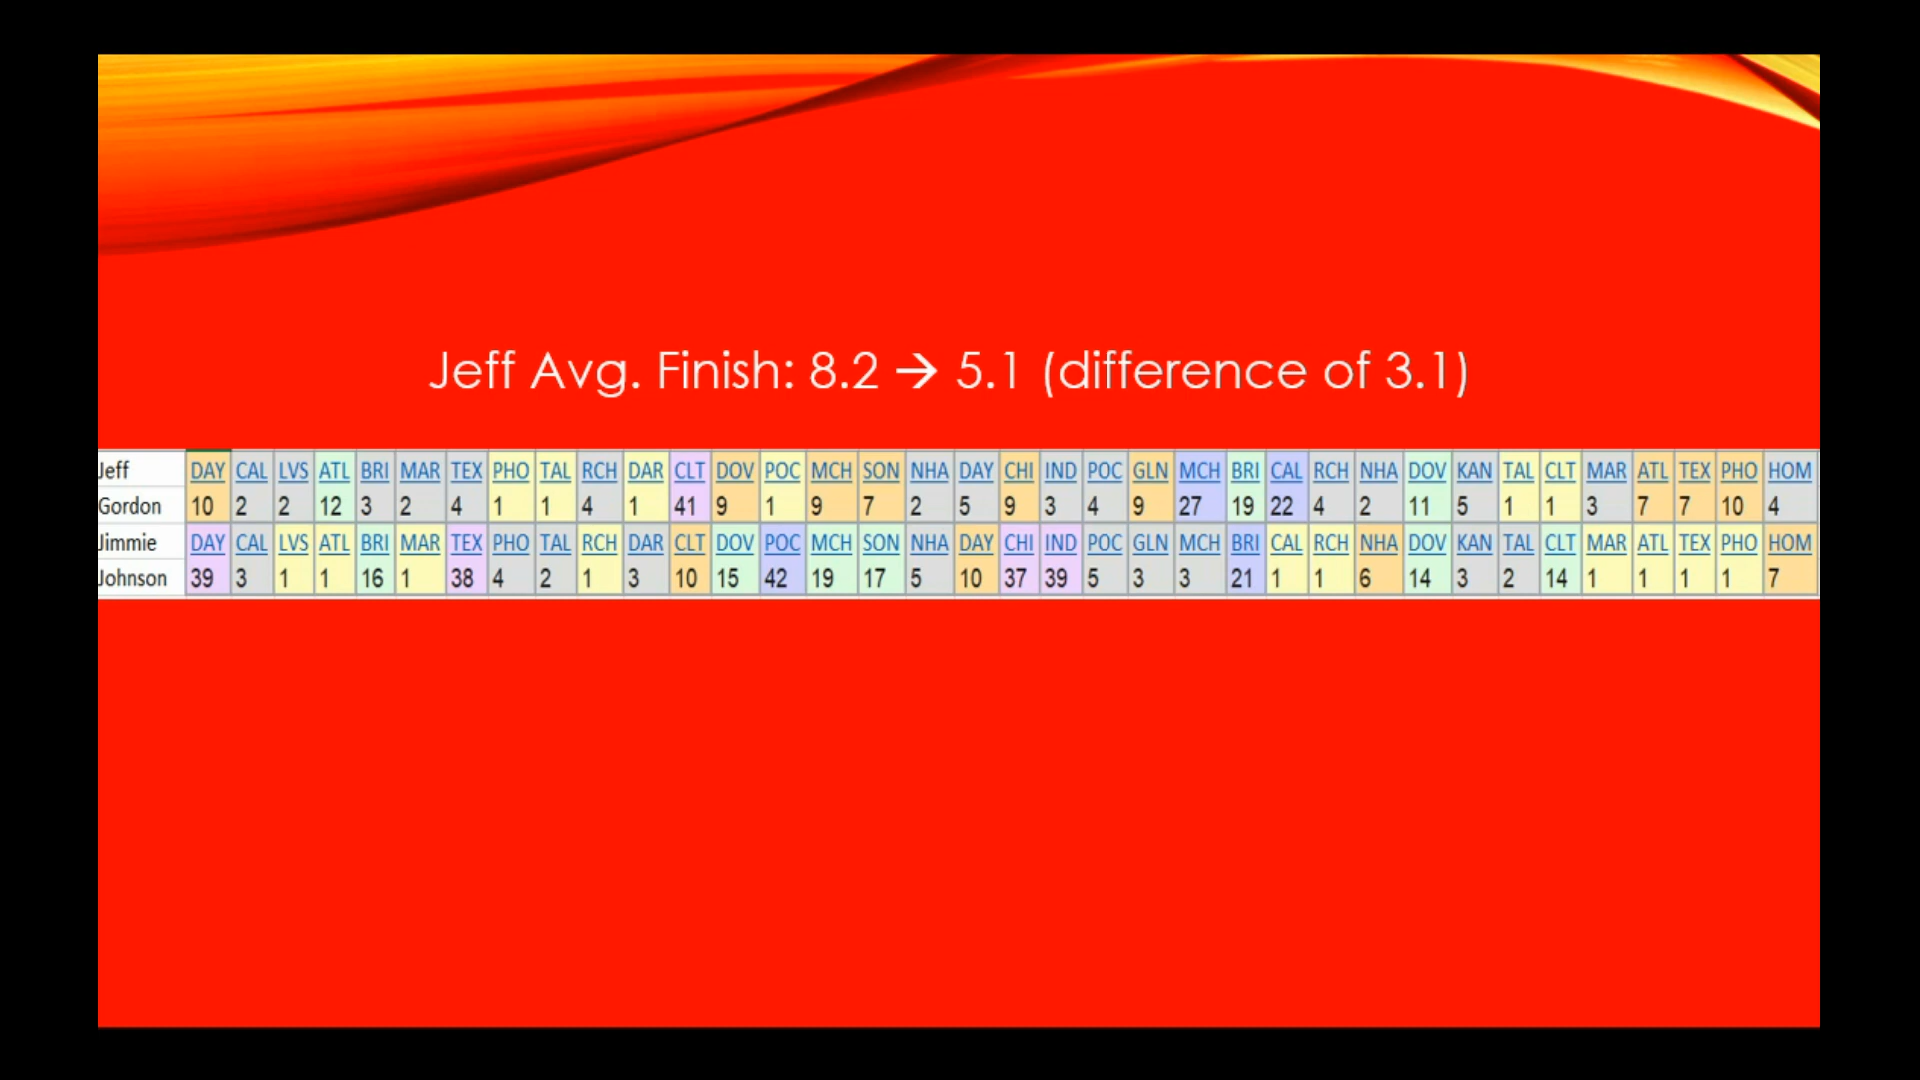 Jeff Avg. Finish: 8.2 → 5.1 (difference of 3.1)
Jeff DAY CAL LVS ATL BRI MAR TEX PHO TAL RCH DAR CLT DOV POC MCH SON NHA DAY CHI IND POC GLN MCH BRI CAL RCH NHA DOV KAN TAL CLT MAR ATL TEX PHO HOM
Gordon 10 2 2 12 3 2 4 1 1 4 1 41 9 1 9 7 2 5 9 3 4 9 27 19 22 4 2 11 5 1 1 3 7 7 10 4
Jimmie DAY CAL LVS ATL BRI MAR TEX PHO TAL RCH DAR CLT DOV POC MCH SON NHA DAY CHI IND POC GLN MCH BRI CAL RCH NHA DOV KAN TAL CLT MAR ATL TEX PHO HOM
Johnson 39 3 1 1 16 1 38 4 2 1 3 10 15 42 19 17 5 10 37 39 5 3 3 21 1 1 6 14 3 2 14 1 1 1 1 7